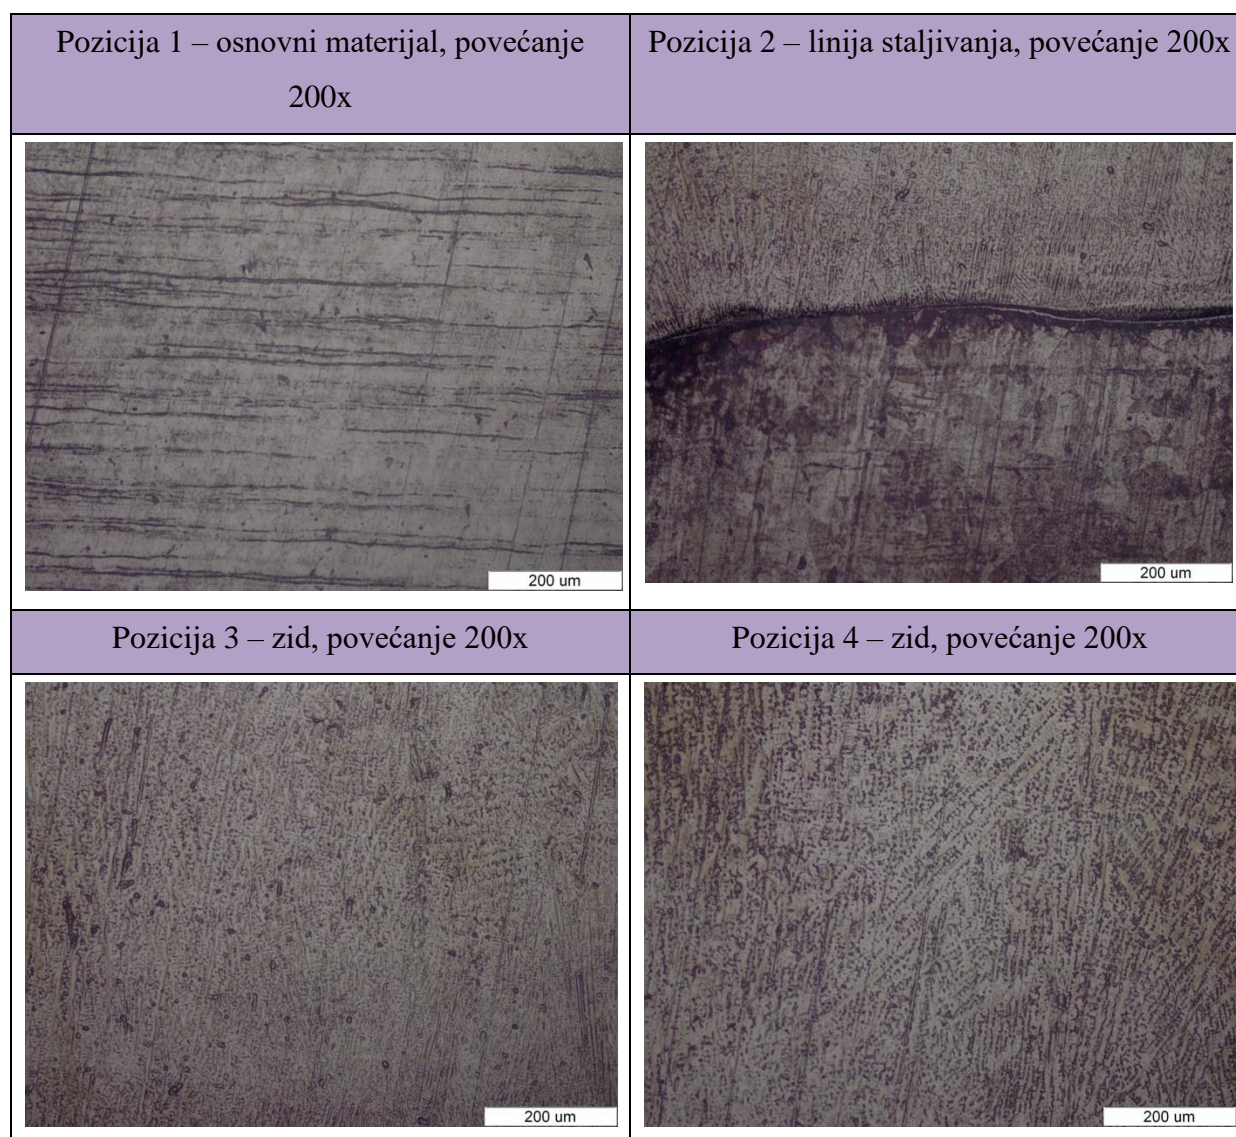 Pozicija 1 – osnovni materijal, povećanje
200x
Pozicija 2 – linija staljivanja, povećanje 200x
200 um
200 um
Pozicija 3 – zid, povećanje 200x
Pozicija 4 – zid, povećanje 200x
200 um
200 um